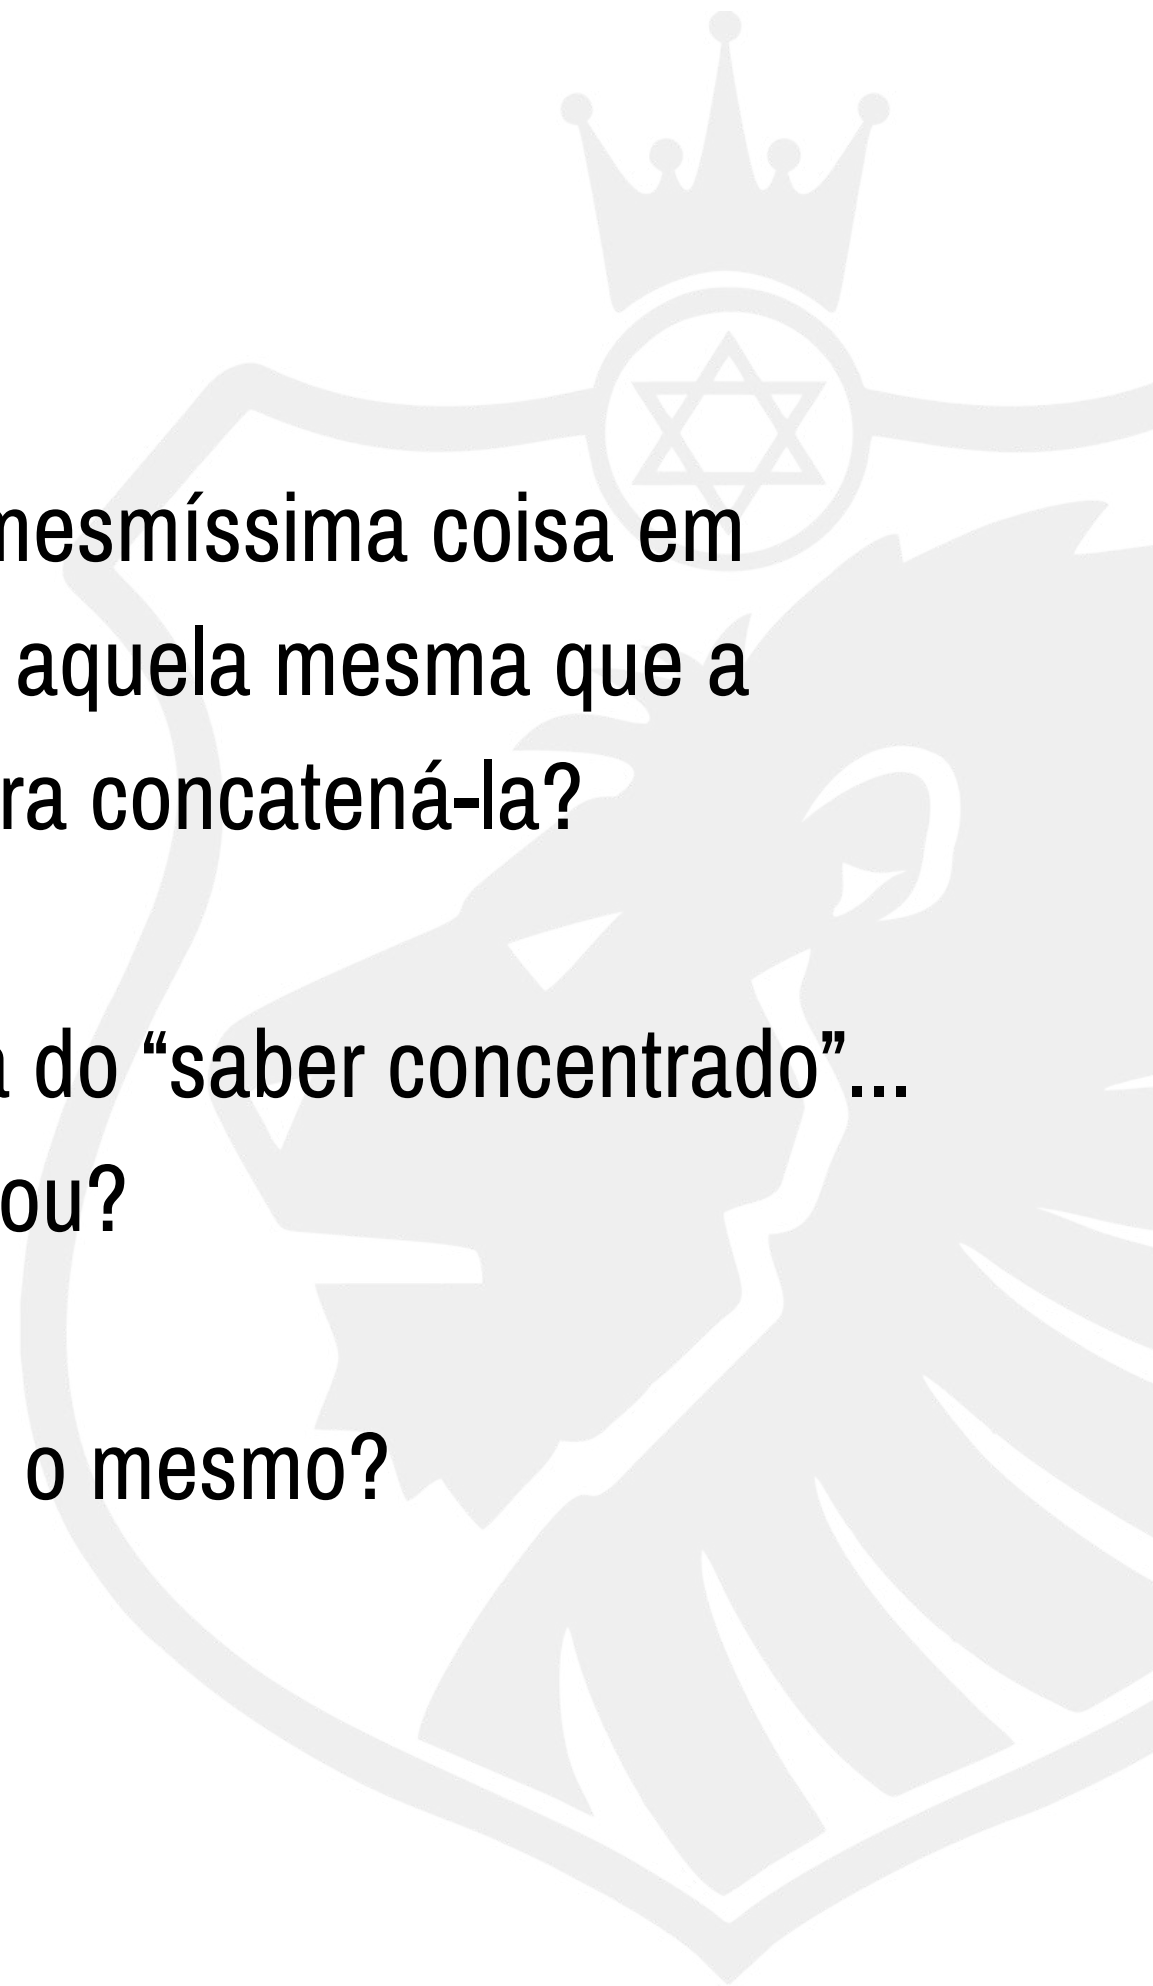 mesmíssima coisa em
aquela mesma que a
ra concatená-la?
a do “saber concentrado”...
ou?
o mesmo?